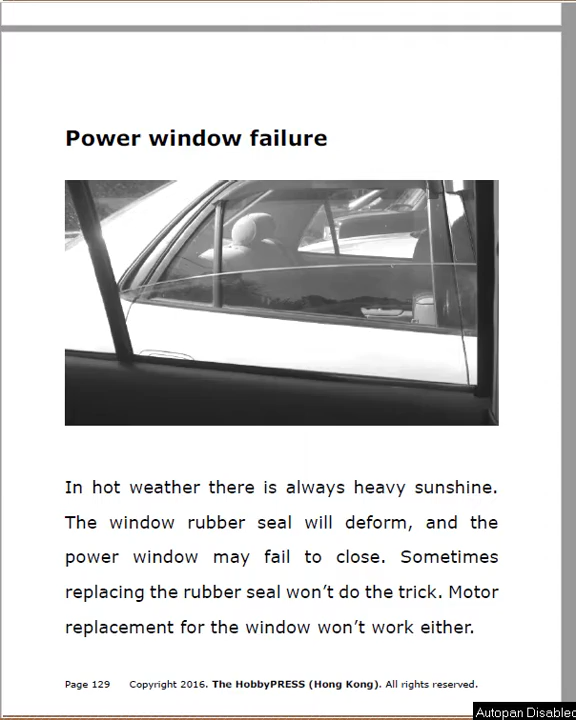 Power window failure
In hot weather there is always heavy sunshine.
The window rubber seal will deform, and the
power window may fail to close. Sometimes
replacing the rubber seal won’t do the trick. Motor
replacement for the window won’t work either.
Page 129 Copyright 2016. The HobbyPRESS (Hong Kong). All rights reserved.
Autopan Disabled